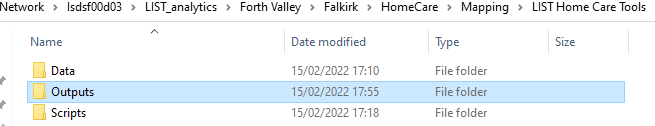 Network > lsdsf00d03 > LIST_analytics > Forth Valley > Falkirk > HomeCare > Mapping > LIST Home Care Tools
Name Date modified Type Size
Data 15/02/2022 17:10 File folder
Outputs 15/02/2022 17:55 File folder
Scripts 15/02/2022 17:18 File folder